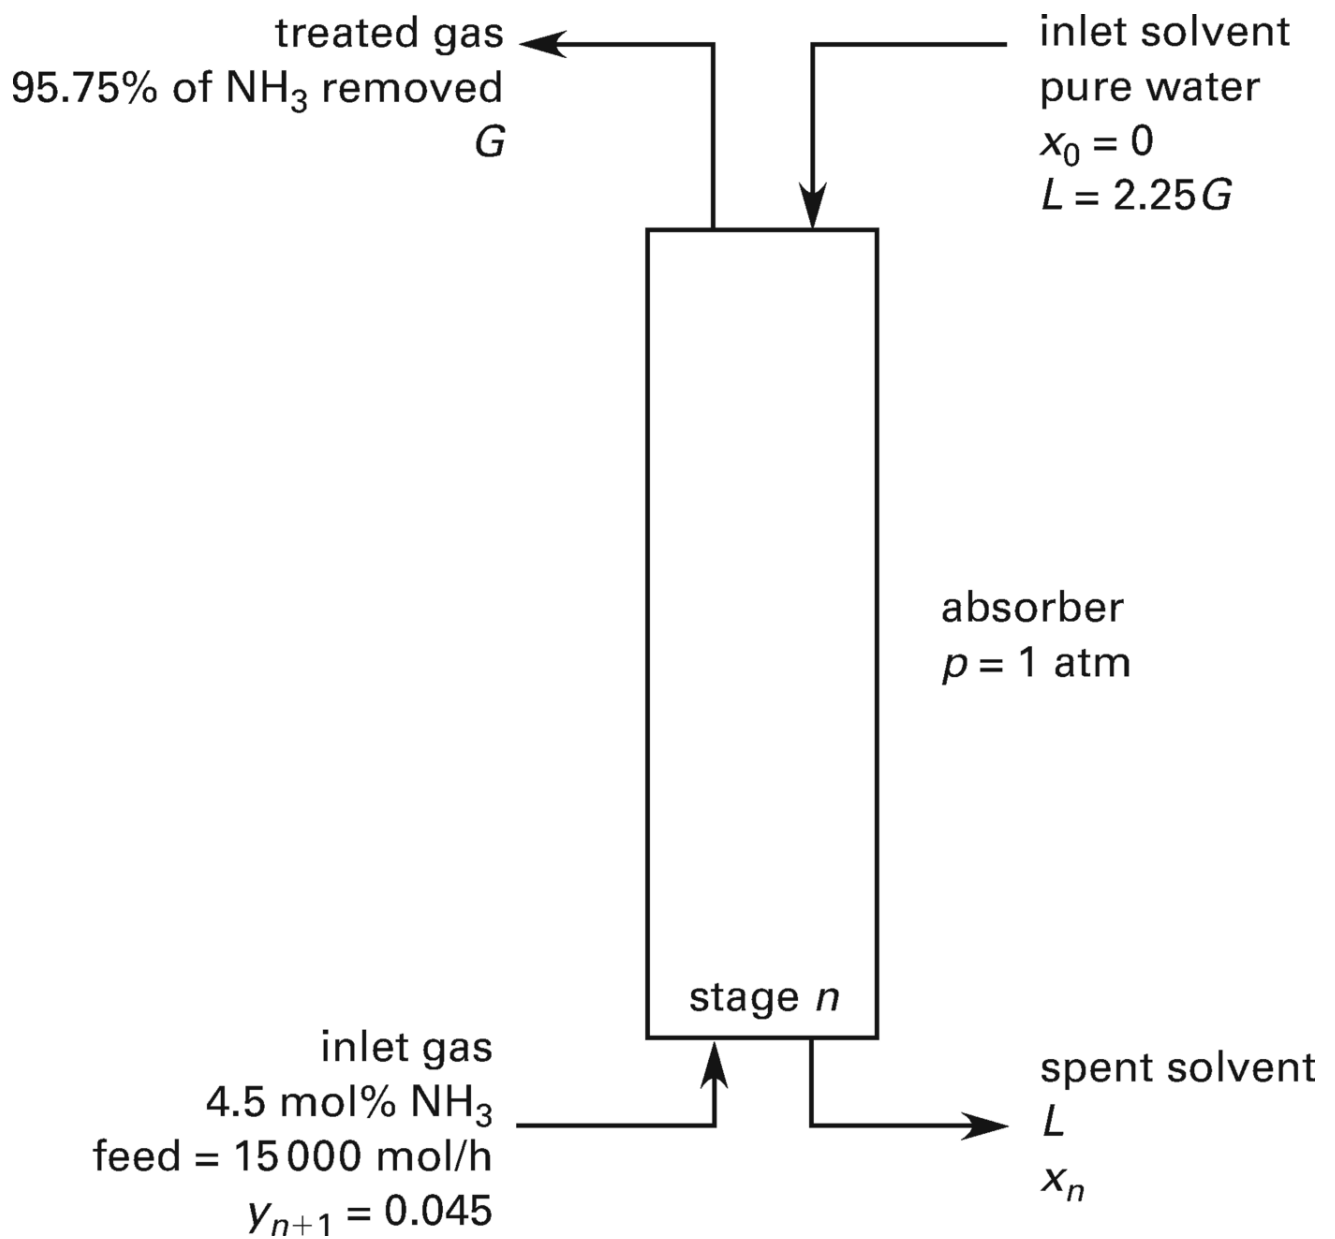 treated gas
95.75% of NH₃ removed
G
inlet solvent
pure water
x₀ = 0
L = 2.25G
absorber
p = 1 atm
stage n
inlet gas
4.5 mol% NH₃
feed = 15 000 mol/h
yₙ₊₁ = 0.045
spent solvent
L
xₙ